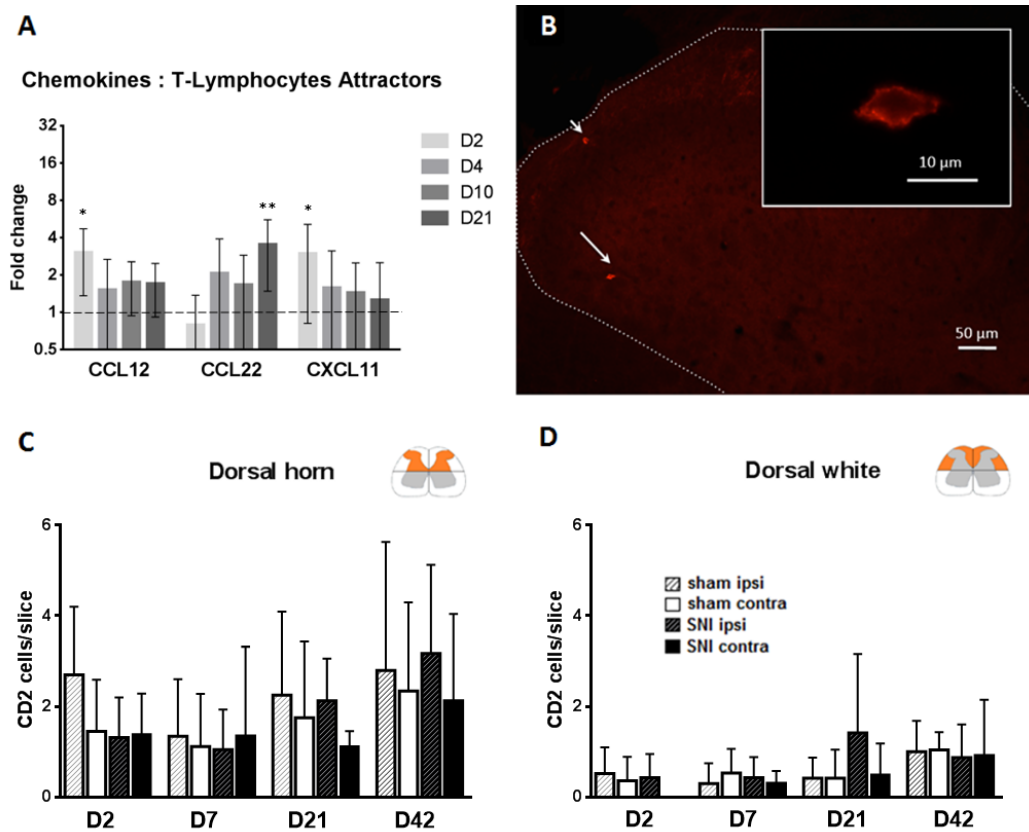 A
Chemokines : T-Lymphocytes Attractors
32
16
8
4
2
1
0.5
Fold change
* ** *
D2
D4
D10
D21
CCL12 CCL22 CXCL11
B
10 µm
50 µm
C
Dorsal horn
6
4
2
0
CD2 cells/slice
D2 D7 D21 D42
D
Dorsal white
6
4
2
0
CD2 cells/slice
sham ipsi
sham contra
SNI ipsi
SNI contra
D2 D7 D21 D42